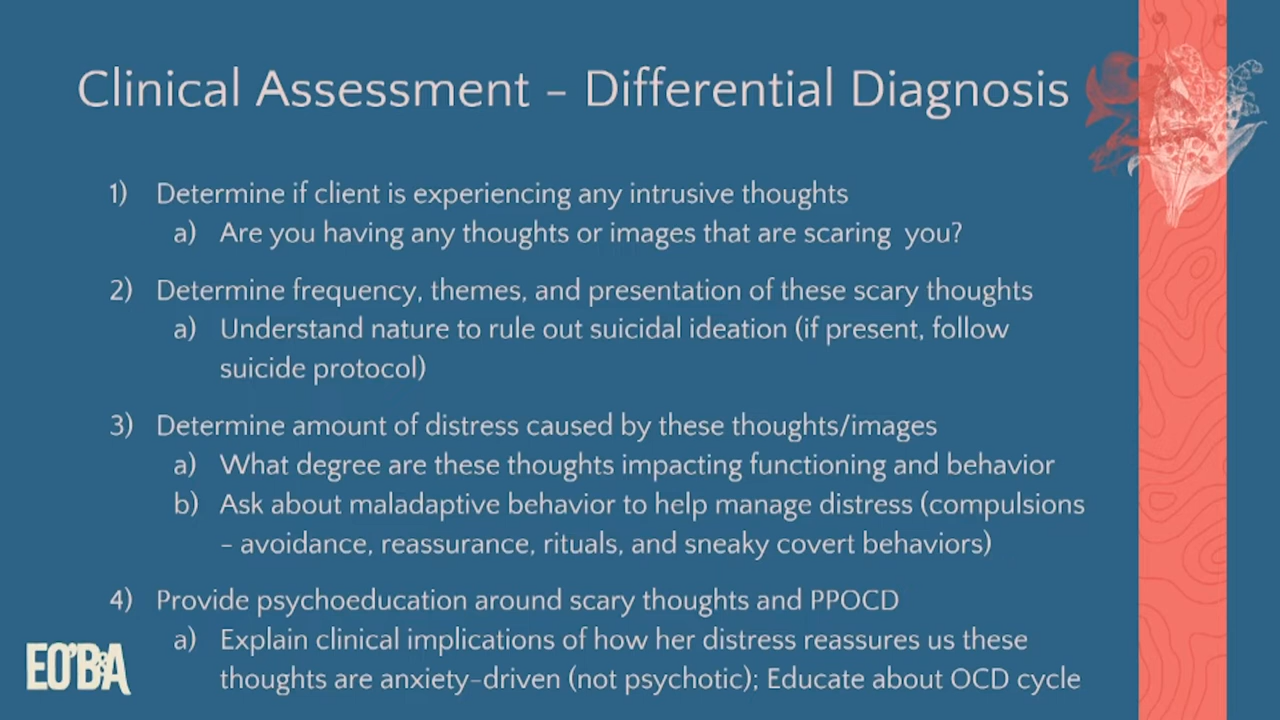 Clinical Assessment – Differential Diagnosis
1) Determine if client is experiencing any intrusive thoughts
a) Are you having any thoughts or images that are scaring you?
2) Determine frequency, themes, and presentation of these scary thoughts
a) Understand nature to rule out suicidal ideation (if present, follow
suicide protocol)
3) Determine amount of distress caused by these thoughts/images
a) What degree are these thoughts impacting functioning and behavior
b) Ask about maladaptive behavior to help manage distress (compulsions
– avoidance, reassurance, rituals, and sneaky covert behaviors)
4) Provide psychoeducation around scary thoughts and PPOCD
a) Explain clinical implications of how her distress reassures us these
thoughts are anxiety-driven (not psychotic); Educate about OCD cycle
EO'B&A